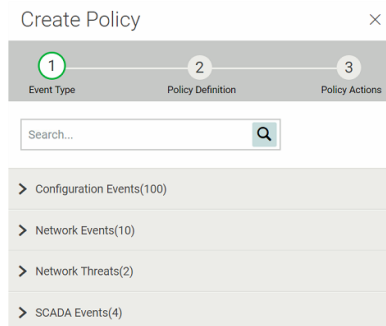 Create Policy
1 2 3
Event Type Policy Definition Policy Actions
Search...
Configuration Events(100)
Network Events(10)
Network Threats(2)
SCADA Events(4)